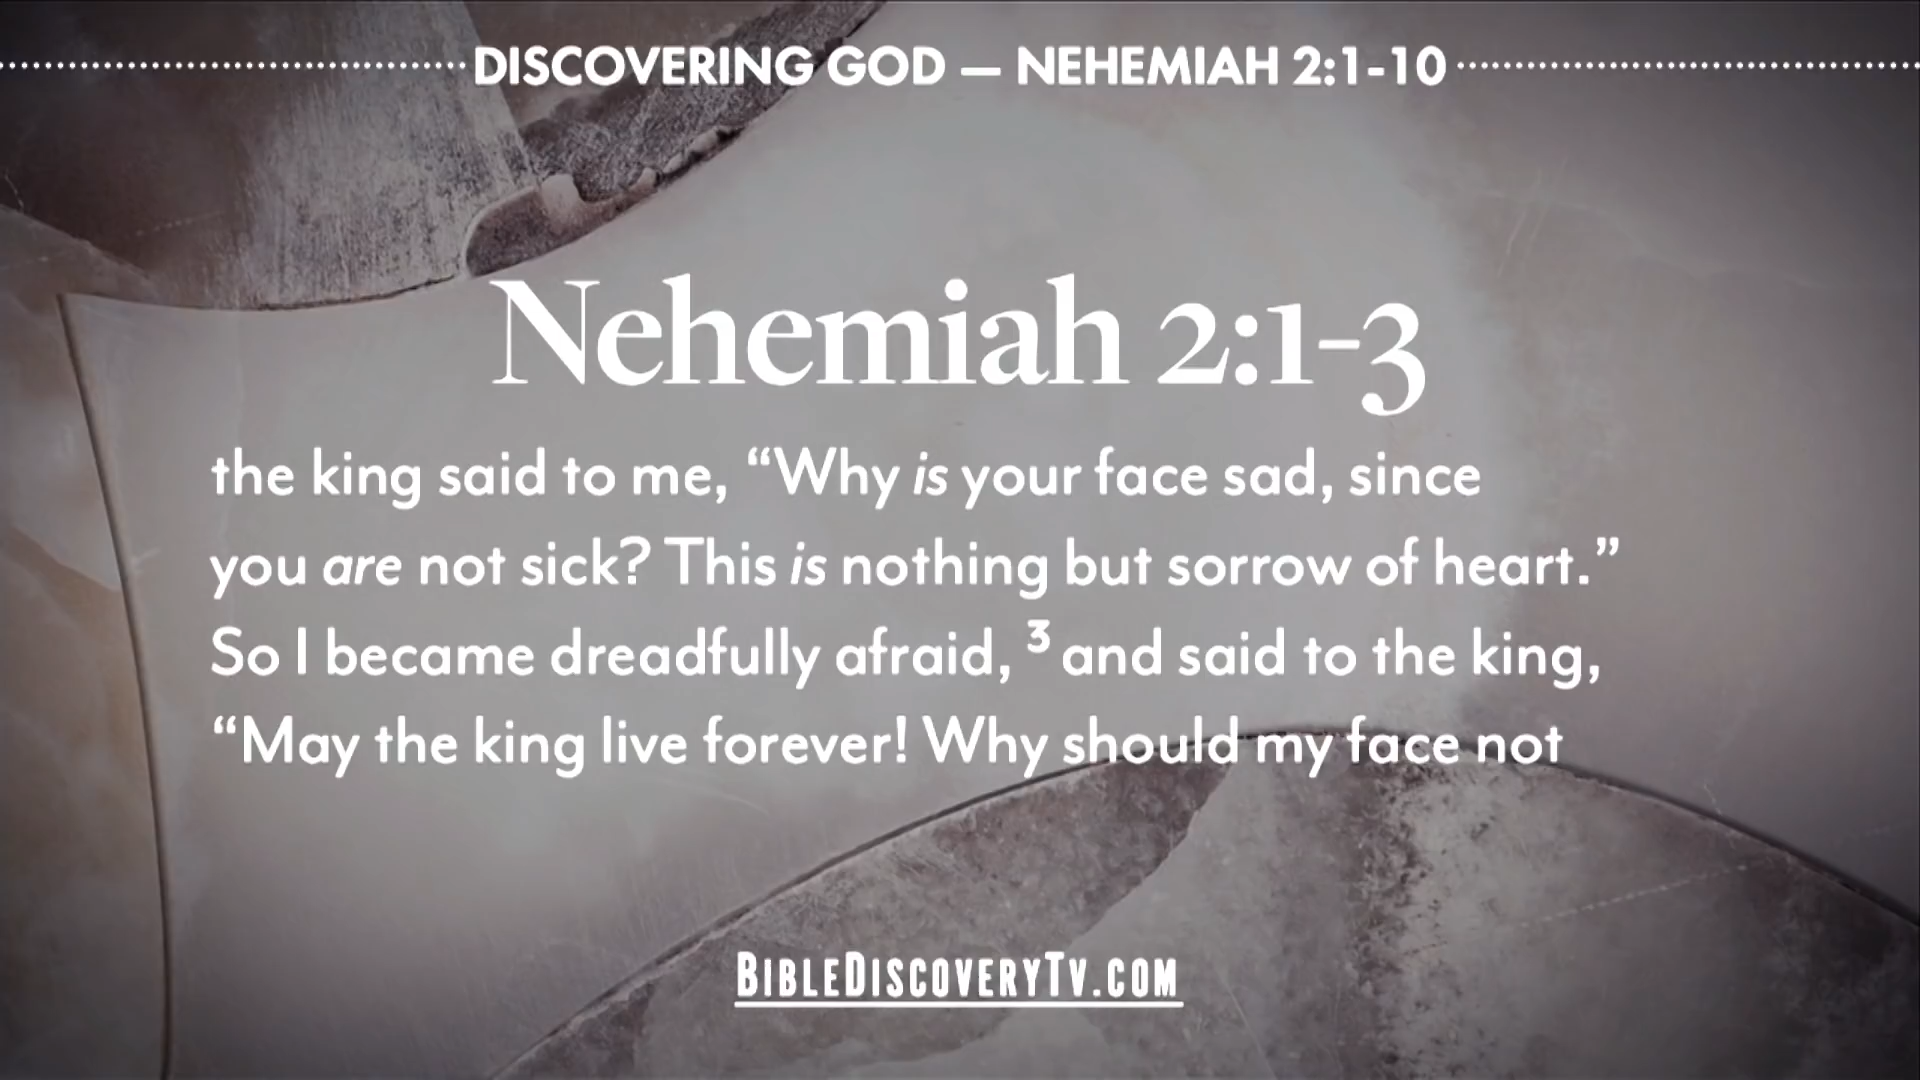 DISCOVERING GOD — NEHEMIAH 2:1-10
Nehemiah 2:1-3
the king said to me, “Why is your face sad, since
you are not sick? This is nothing but sorrow of heart.”
So I became dreadfully afraid, ³ and said to the king,
“May the king live forever! Why should my face not
BIBLEDISCOVERYTV.COM